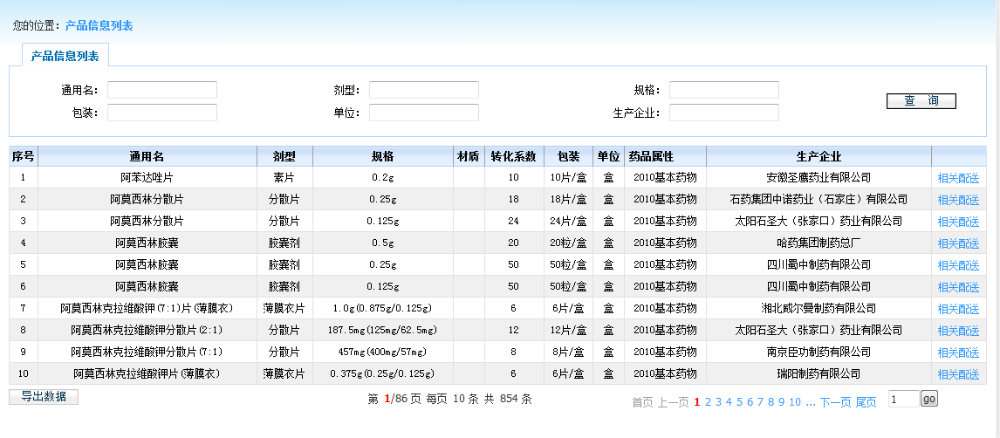 您的位置：产品信息列表
产品信息列表
通用名： 剂型： 规格：
包装： 单位： 生产企业： 查 询
序号 通用名 剂型 规格 材质 转化系数 包装 单位 药品属性 生产企业
1 阿苯达唑片 素片 0.2g 10 10片/盒 盒 2010基本药物 安徽圣鹰药业有限公司 相关配送
2 阿莫西林分散片 分散片 0.25g 18 18片/盒 盒 2010基本药物 石药集团中诺药业（石家庄）有限公司 相关配送
3 阿莫西林分散片 分散片 0.125g 24 24片/盒 盒 2010基本药物 太阳石圣大（张家口）药业有限公司 相关配送
4 阿莫西林胶囊 胶囊剂 0.5g 20 20粒/盒 盒 2010基本药物 哈药集团制药总厂 相关配送
5 阿莫西林胶囊 胶囊剂 0.25g 50 50粒/盒 盒 2010基本药物 四川蜀中制药有限公司 相关配送
6 阿莫西林胶囊 胶囊剂 0.125g 50 50粒/盒 盒 2010基本药物 四川蜀中制药有限公司 相关配送
7 阿莫西林克拉维酸钾(7:1)片(薄膜衣) 薄膜衣片 1.0g(0.875g/0.125g) 6 6片/盒 盒 2010基本药物 湘北威尔曼制药有限公司 相关配送
8 阿莫西林克拉维酸钾分散片(2:1) 分散片 187.5mg(125mg/62.5mg) 12 12片/盒 盒 2010基本药物 太阳石圣大（张家口）药业有限公司 相关配送
9 阿莫西林克拉维酸钾分散片(7:1) 分散片 457mg(400mg/57mg) 8 8片/盒 盒 2010基本药物 南京臣功制药有限公司 相关配送
10 阿莫西林克拉维酸钾片(薄膜衣) 薄膜衣片 0.375g(0.25g/0.125g) 6 6片/盒 盒 2010基本药物 瑞阳制药有限公司 相关配送
导出数据 第 1/86 页 每页 10 条 共 854 条 首页 上一页 1 2 3 4 5 6 7 8 9 10 ... 下一页 尾页 1 go